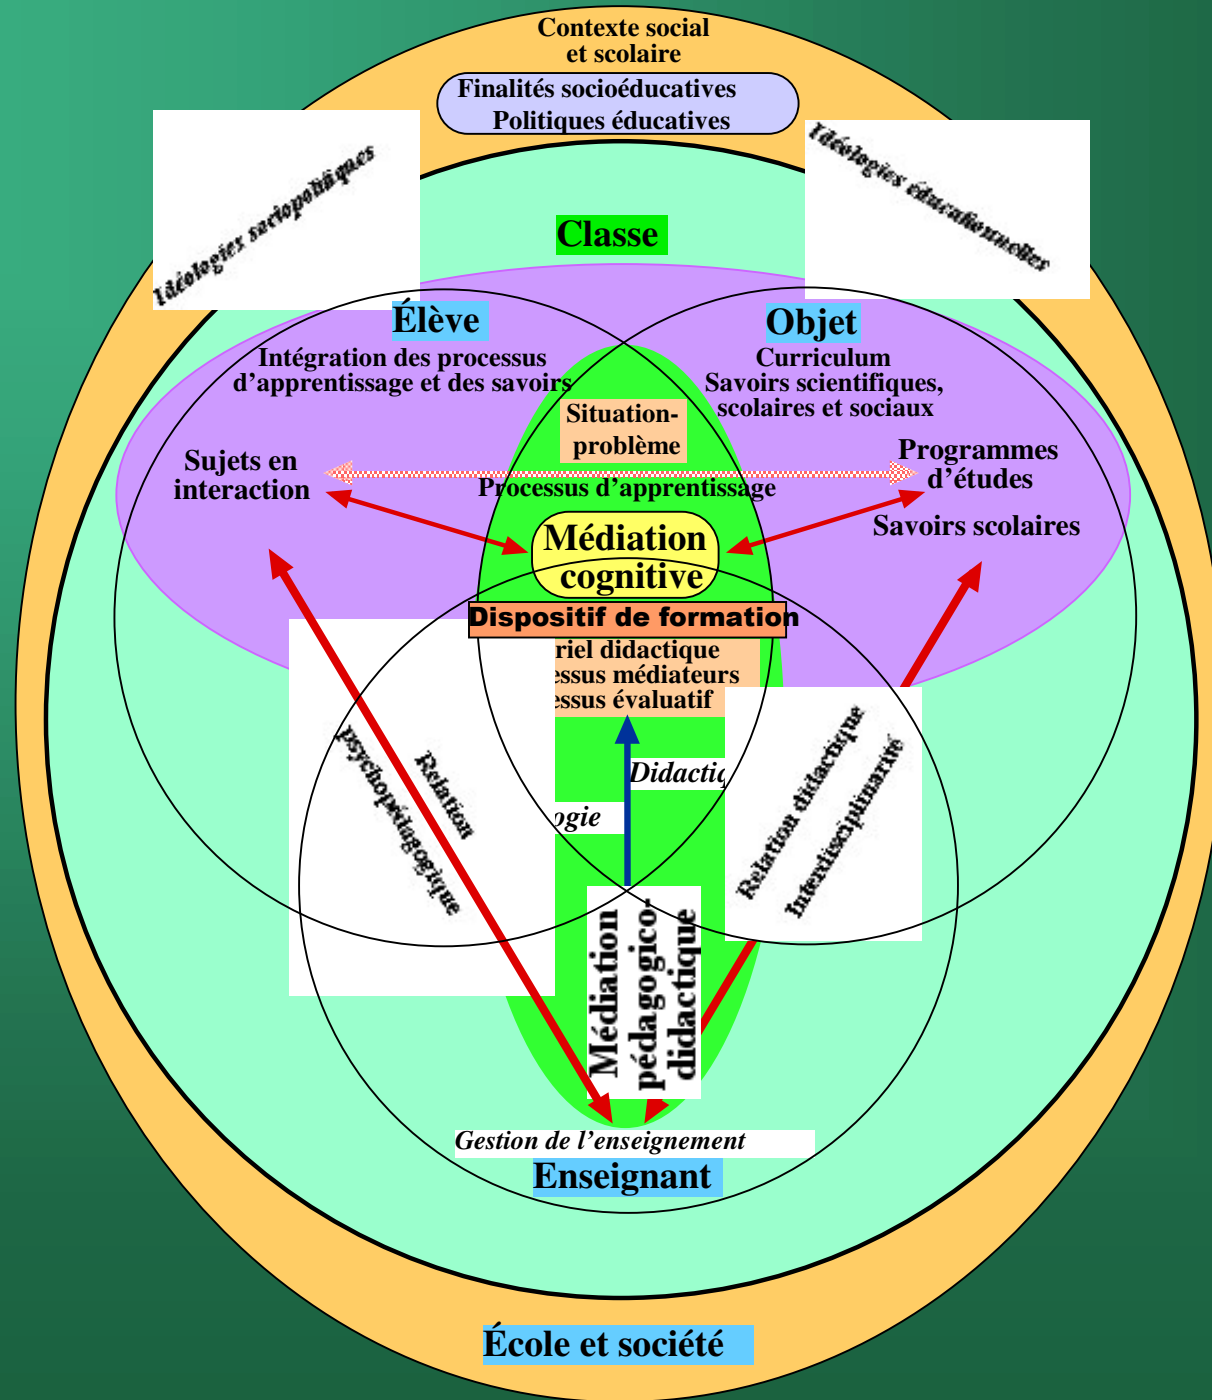 Contexte social
et scolaire
Finalités socioéducatives
Politiques éducatives
Idéologies sociopolitiques
Idéologies éducationnelles
Classe
Élève
Intégration des processus
d’apprentissage et des savoirs
Objet
Curriculum
Savoirs scientifiques,
scolaires et sociaux
Situation-
problème
Sujets en
interaction
Programmes
d’études
Processus d’apprentissage
Savoirs scolaires
Médiation
cognitive
Dispositif de formation
riel didactique
essus médiateurs
essus évaluatif
Relation
psychopédagogique
Didactiq
ogie
Relation didactique
Interdisciplinarité
Médiation
pédagogico-
didactique
Gestion de l’enseignement
Enseignant
École et société